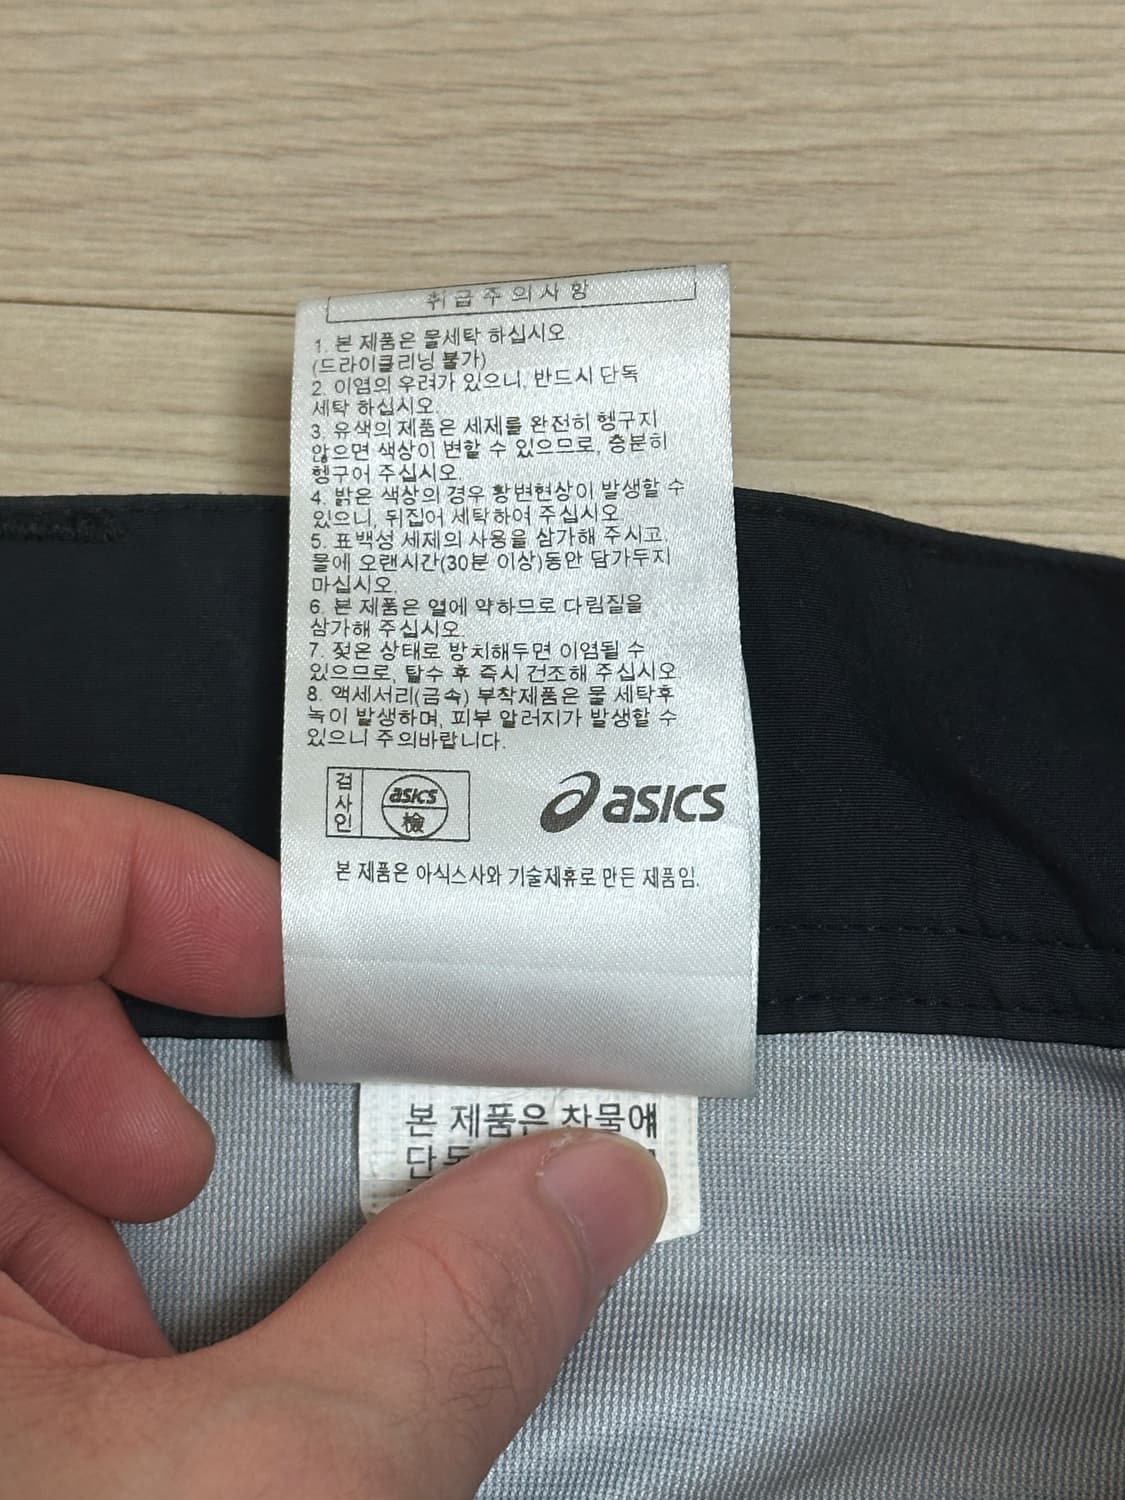 취급주의사항
1. 본 제품은 물세탁 하십시오
(드라이클리닝 불가)
2. 이염의 우려가 있으니, 반드시 단독
세탁 하십시오.
3. 유색의 제품은 세제를 완전히 헹구지
않으면 색상이 변할 수 있으므로, 충분히
헹구어 주십시오.
4. 밝은 색상의 경우 황변현상이 발생할 수
있으니, 뒤집어 세탁하여 주십시오
5. 표백성 세제의 사용을 삼가해 주시고,
물에 오랜시간(30분 이상)동안 담가두지
마십시오.
6. 본 제품은 열에 약하므로 다림질을
삼가해 주십시오.
7. 젖은 상태로 방치해두면 이염될 수
있으므로, 탈수 후 즉시 건조해 주십시오
8. 액세서리(금속) 부착제품은 물 세탁후
녹이 발생하며, 피부 알러지가 발생할 수
있으니 주의바랍니다.
검사인
asics
檢
asics
본 제품은 아식스사와 기술제휴로 만든 제품임.
본 제품은 찬물에
단독